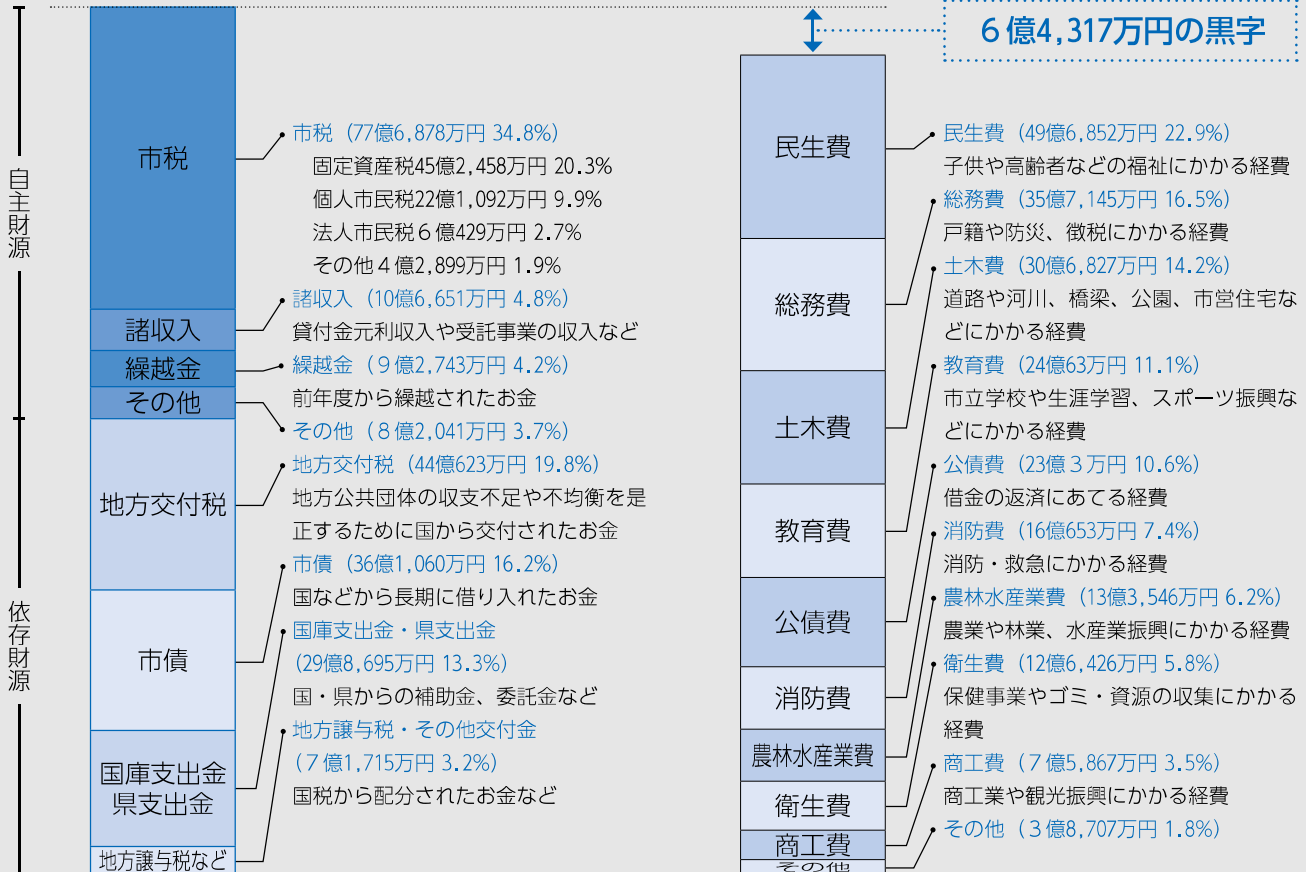 6億4,317万円の黒字
自主財源
依存財源
市税
諸収入
繰越金
その他
地方交付税
市債
国庫支出金
県支出金
地方譲与税など
市税（77億6,878万円 34.8%）
固定資産税45億2,458万円 20.3%
個人市民税22億1,092万円 9.9%
法人市民税６億429万円 2.7%
その他４億2,899万円 1.9%
諸収入（10億6,651万円 4.8%）
貸付金元利収入や受託事業の収入など
繰越金（９億2,743万円 4.2%）
前年度から繰越されたお金
その他（８億2,041万円 3.7%）
地方交付税（44億623万円 19.8%）
地方公共団体の収支不足や不均衡を是
正するために国から交付されたお金
市債（36億1,060万円 16.2%）
国などから長期に借り入れたお金
国庫支出金・県支出金
（29億8,695万円 13.3%）
国・県からの補助金、委託金など
地方譲与税・その他交付金
（７億1,715万円 3.2%）
国税から配分されたお金など
民生費
総務費
土木費
教育費
公債費
消防費
農林水産業費
衛生費
商工費
その他
民生費（49億6,852万円 22.9%）
子供や高齢者などの福祉にかかる経費
総務費（35億7,145万円 16.5%）
戸籍や防災、徴税にかかる経費
土木費（30億6,827万円 14.2%）
道路や河川、橋梁、公園、市営住宅な
どにかかる経費
教育費（24億63万円 11.1%）
市立学校や生涯学習、スポーツ振興な
どにかかる経費
公債費（23億３万円 10.6%）
借金の返済にあてる経費
消防費（16億653万円 7.4%）
消防・救急にかかる経費
農林水産業費（13億3,546万円 6.2%）
農業や林業、水産業振興にかかる経費
衛生費（12億6,426万円 5.8%）
保健事業やゴミ・資源の収集にかかる
経費
商工費（７億5,867万円 3.5%）
商工業や観光振興にかかる経費
その他（３億8,707万円 1.8%）